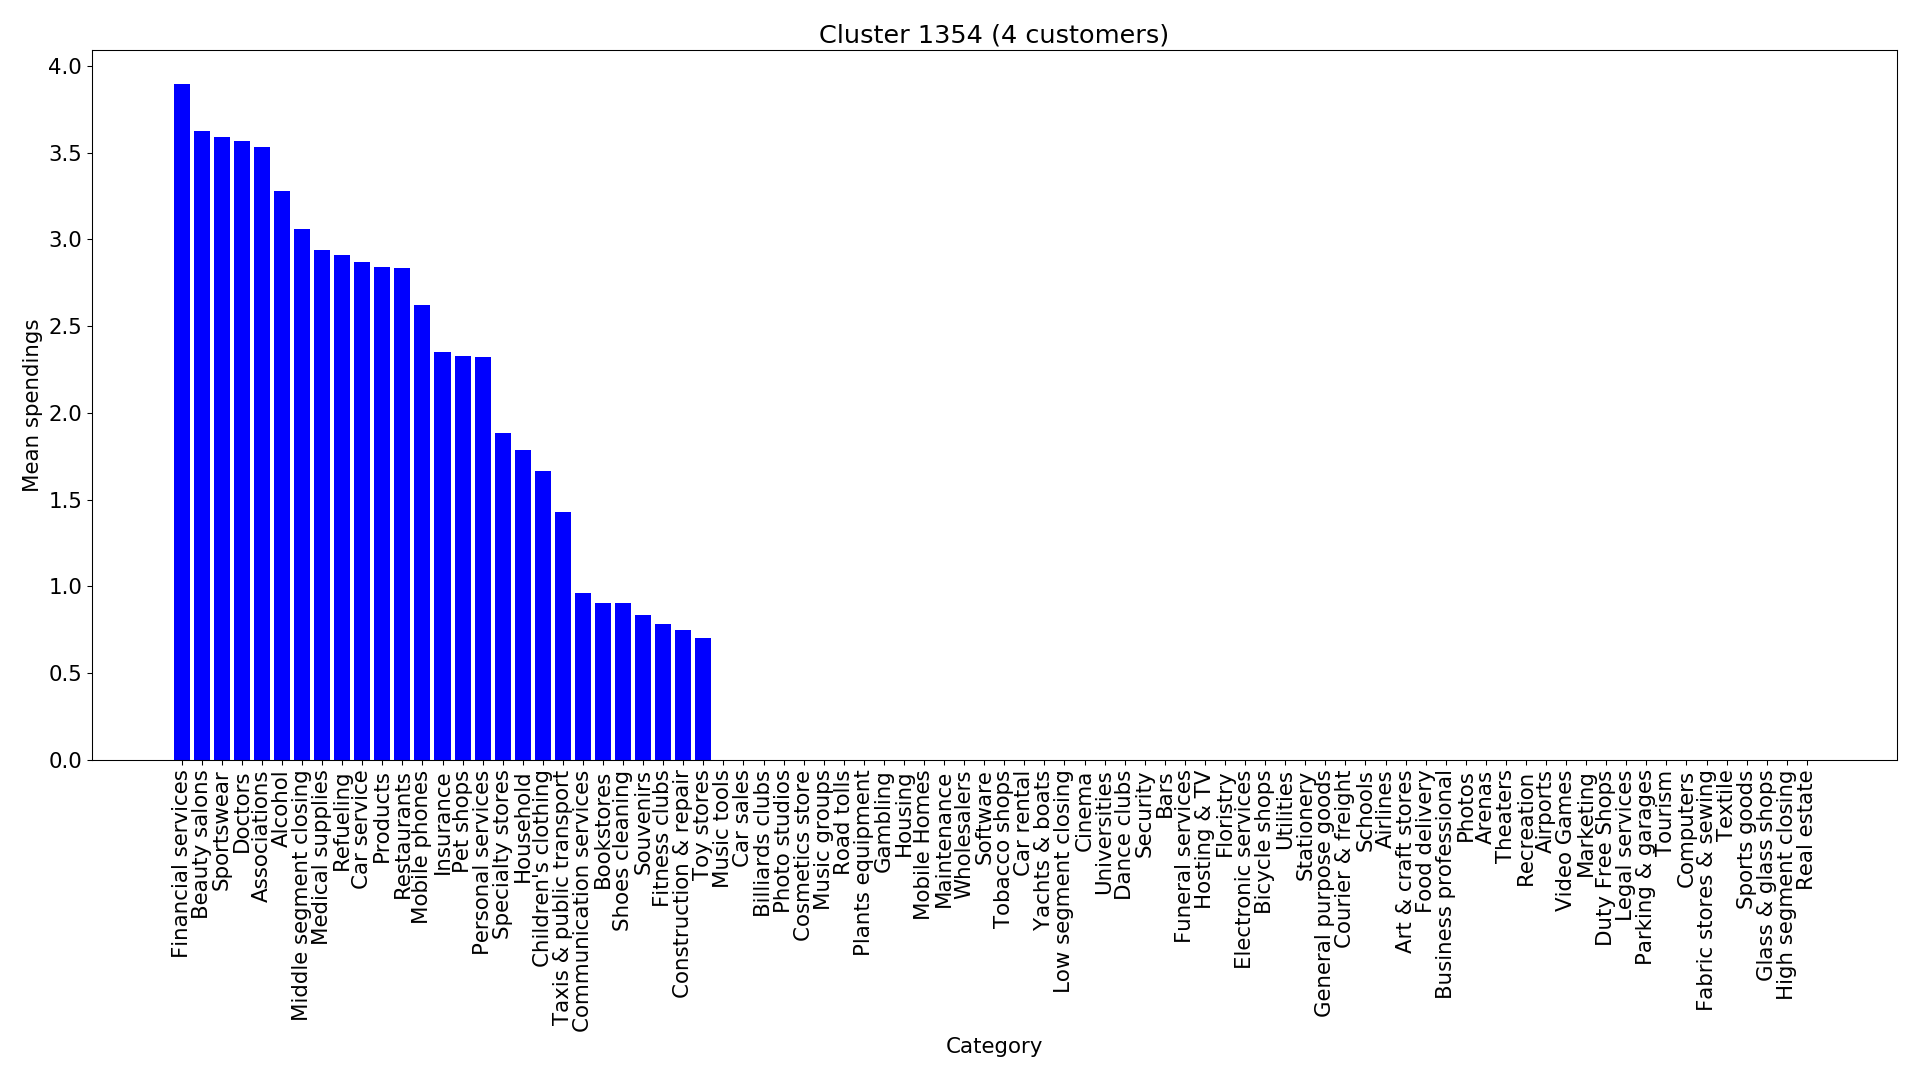 Cluster 1354 (4 customers)
4.0
3.5
3.0
2.5
2.0
1.5
1.0
0.5
0.0
Mean spendings
Financial services
Beauty salons
Sportswear
Doctors
Associations
Alcohol
Middle segment closing
Medical supplies
Refueling
Car service
Products
Restaurants
Mobile phones
Insurance
Pet shops
Personal services
Specialty stores
Household
Children's clothing
Taxis & public transport
Communication services
Bookstores
Shoes cleaning
Souvenirs
Fitness clubs
Construction & repair
Toy stores
Music tools
Car sales
Billiards clubs
Photo studios
Cosmetics store
Music groups
Road tolls
Plants equipment
Gambling
Housing
Mobile Homes
Maintenance
Wholesalers
Software
Tobacco shops
Car rental
Yachts & boats
Low segment closing
Cinema
Universities
Dance clubs
Security
Bars
Funeral services
Hosting & TV
Floristry
Electronic services
Bicycle shops
Utilities
Stationery
General purpose goods
Courier & freight
Schools
Airlines
Art & craft stores
Food delivery
Business professional
Photos
Arenas
Theaters
Recreation
Airports
Video Games
Marketing
Duty Free Shops
Legal services
Parking & garages
Tourism
Computers
Fabric stores & sewing
Textile
Sports goods
Glass & glass shops
High segment closing
Real estate
Category